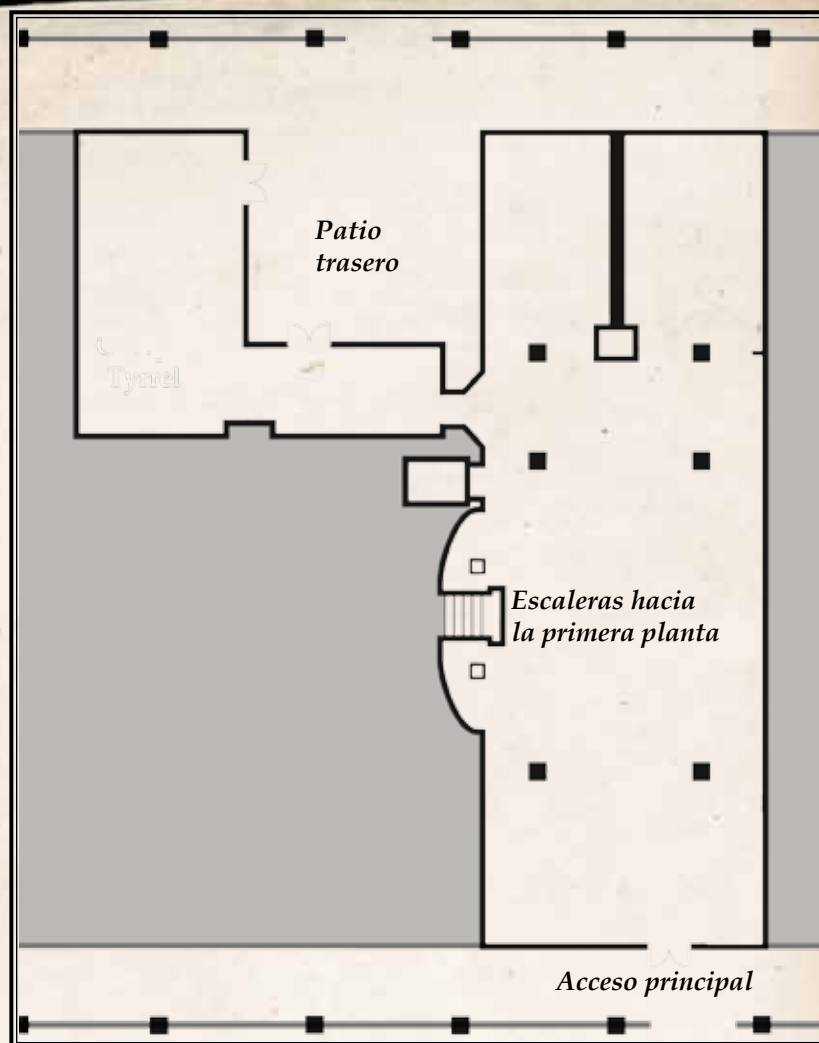 Patio
trasero
Tyrrel
Escaleras hacia
la primera planta
Acceso principal